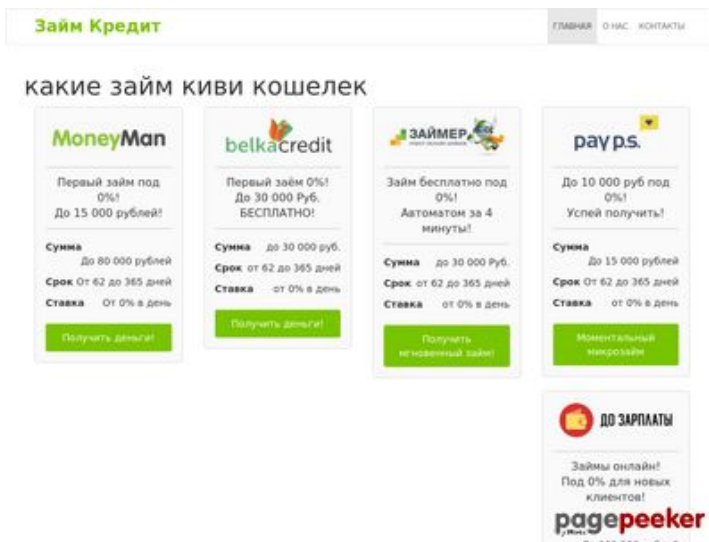 Займ Кредит
ГЛАВНАЯ О НАС КОНТАКТЫ
какие займ киви кошелек
MoneyMan
Первый займ под
0%!
До 15 000 рублей!
Сумма
До 80 000 рублей
Срок От 62 до 365 дней
Ставка От 0% в день
Получить деньги!
belkacredit
Первый заём 0%!
До 30 000 Руб.
БЕСПЛАТНО!
Сумма до 30 000 руб.
Срок от 62 до 365 дней
Ставка от 0% в день
Получить деньги!
ЗАЙМЕР
Займ бесплатно под
0%!
Автоматом за 4
минуты!
Сумма до 30 000 Руб.
Срок от 62 до 365 дней
Ставка от 0% в день
Получить
мгновенный займ!
pay p.s.
До 10 000 руб под
0%!
Успей получить!
Сумма
До 15 000 рублей
Срок От 62 до 365 дней
Ставка от 0% в день
Моментальный
микрозайм
ДО ЗАРПЛАТЫ
Займы онлайн!
Под 0% для новых
клиентов!
pagepeeker